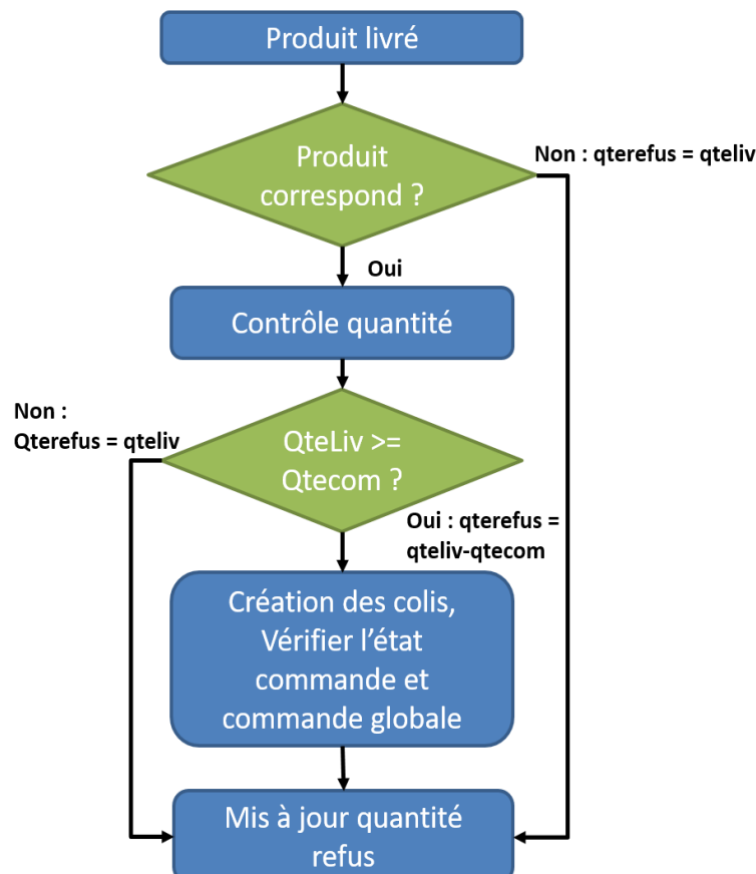 Produit livré
Produit
correspond ?
Non : qterefus = qteliv
Oui
Contrôle quantité
Non :
Qterefus = qteliv
QteLiv >=
Qtecom ?
Oui : qterefus =
qteliv-qtecom
Création des colis,
Vérifier l'état
commande et
commande globale
Mis à jour quantité
refus